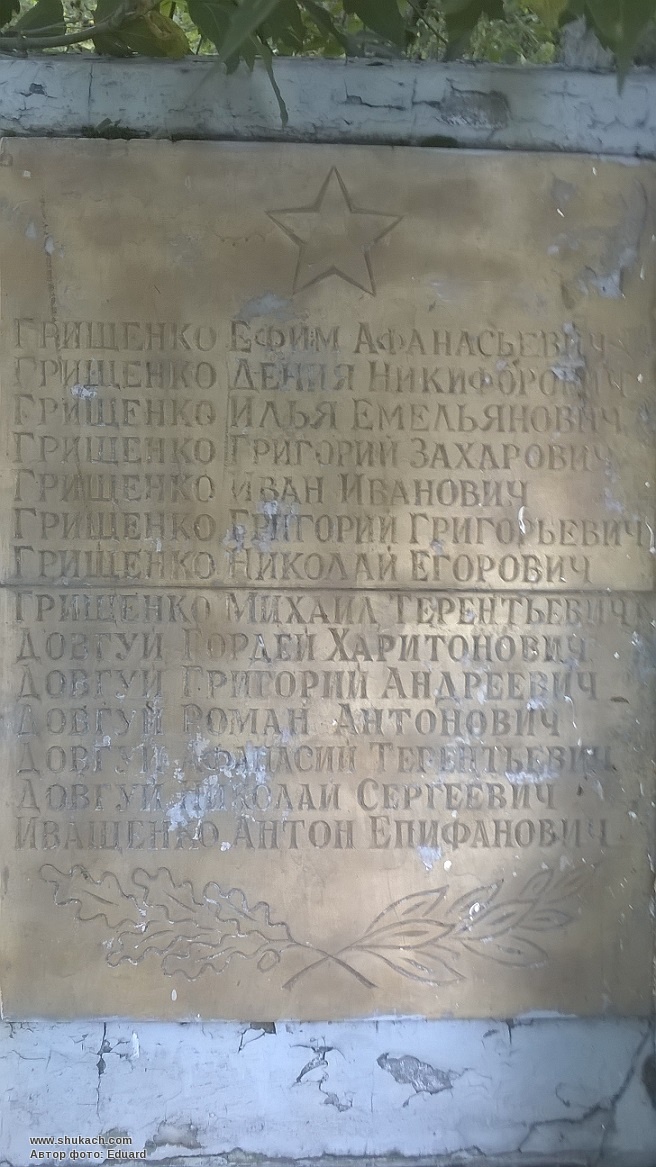 ГРИЩЕНКО ЕФИМ АФАНАСЬЕВИЧ
ГРИЩЕНКО НИКИФОРОВИЧ
ГРИЩЕНКО ИЛЬЯ ЕМЕЛЬЯНОВИЧ
ГРИЩЕНКО ГРИГОРИЙ ЗАХАРОВИЧ
ГРИЩЕНКО ИВАН ИВАНОВИЧ
ГРИЩЕНКО ГРИГОРИЙ ГРИГОРЬЕВИЧ
ГРИЩЕНКО НИКОЛАЙ ЕГОРОВИЧ
ГРИЩЕНКО МИХАИЛ ТЕРЕНТЬЕВИЧ
ДОВГУЙ ГОРДЕЙ ХАРИТОНОВИЧ
ДОВГУЙ ГРИГОРИЙ АНДРЕЕВИЧ
ДОВГУЙ РОМАН АНТОНОВИЧ
ДОВГУЙ АФАНАСИЙ ТЕРЕНТЬЕВИЧ
ДОВГУЙ НИКОЛАЙ СЕРГЕЕВИЧ
ИВАЩЕНКО АНТОН ЕПИФАНОВИЧ
www.shukach.com
Автор фото: Eduard